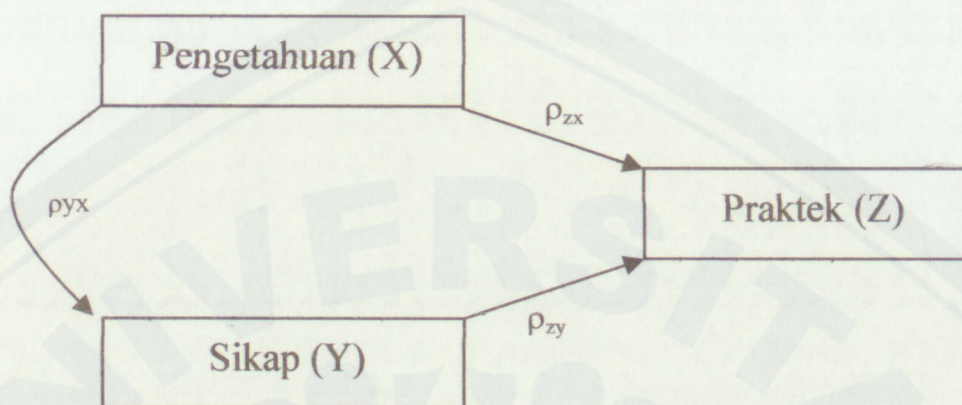 Pengetahuan (X)
ρzx
ρyx
Praktek (Z)
ρzy
Sikap (Y)